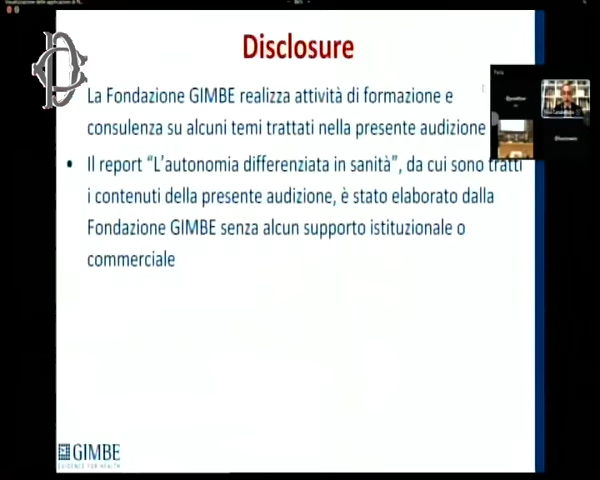 Disclosure
La Fondazione GIMBE realizza attività di formazione e
consulenza su alcuni temi trattati nella presente audizione
• Il report “L’autonomia differenziata in sanità”, da cui sono tratti
i contenuti della presente audizione, è stato elaborato dalla
Fondazione GIMBE senza alcun supporto istituzionale o
commerciale
GIMBE
EVIDENCE FOR HEALTH